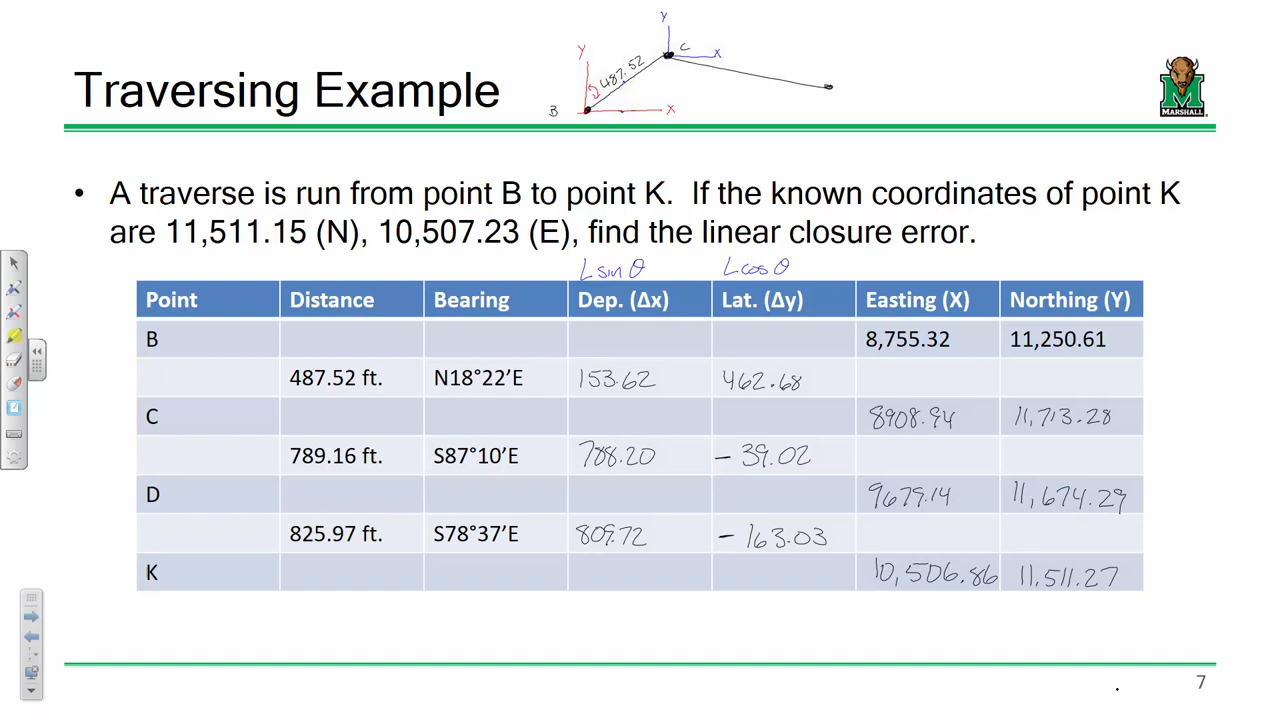 Y
C
Y
X
487.52
Traversing Example
B
X
MARSHALL
• A traverse is run from point B to point K. If the known coordinates of point K
are 11,511.15 (N), 10,507.23 (E), find the linear closure error.
L sin θ L cos θ
Point Distance Bearing Dep. (Δx) Lat. (Δy) Easting (X) Northing (Y)
B 8,755.32 11,250.61
487.52 ft. N18°22’E 153.62 462.68
C 8908.94 11,713.28
789.16 ft. S87°10’E 788.20 - 39.02
D 9679.14 11,674.29
825.97 ft. S78°37’E 809.72 - 163.03
K 10,506.86 11,511.27
7